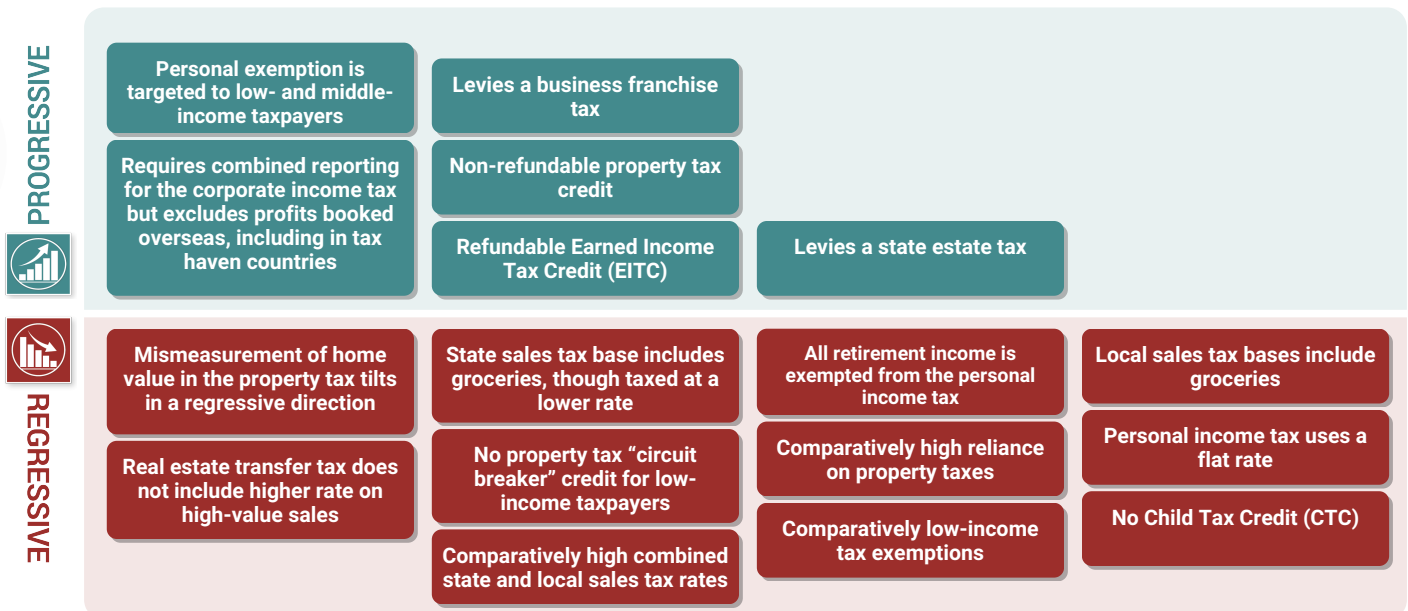 PROGRESSIVE
Personal exemption is
targeted to low- and middle-
income taxpayers
Requires combined reporting
for the corporate income tax
but excludes profits booked
overseas, including in tax
haven countries
Levies a business franchise
tax
Non-refundable property tax
credit
Refundable Earned Income
Tax Credit (EITC)
Levies a state estate tax
REGRESSIVE
Mismeasurement of home
value in the property tax tilts
in a regressive direction
Real estate transfer tax does
not include higher rate on
high-value sales
State sales tax base includes
groceries, though taxed at a
lower rate
No property tax “circuit
breaker” credit for low-
income taxpayers
Comparatively high combined
state and local sales tax rates
All retirement income is
exempted from the personal
income tax
Comparatively high reliance
on property taxes
Comparatively low-income
tax exemptions
Local sales tax bases include
groceries
Personal income tax uses a
flat rate
No Child Tax Credit (CTC)